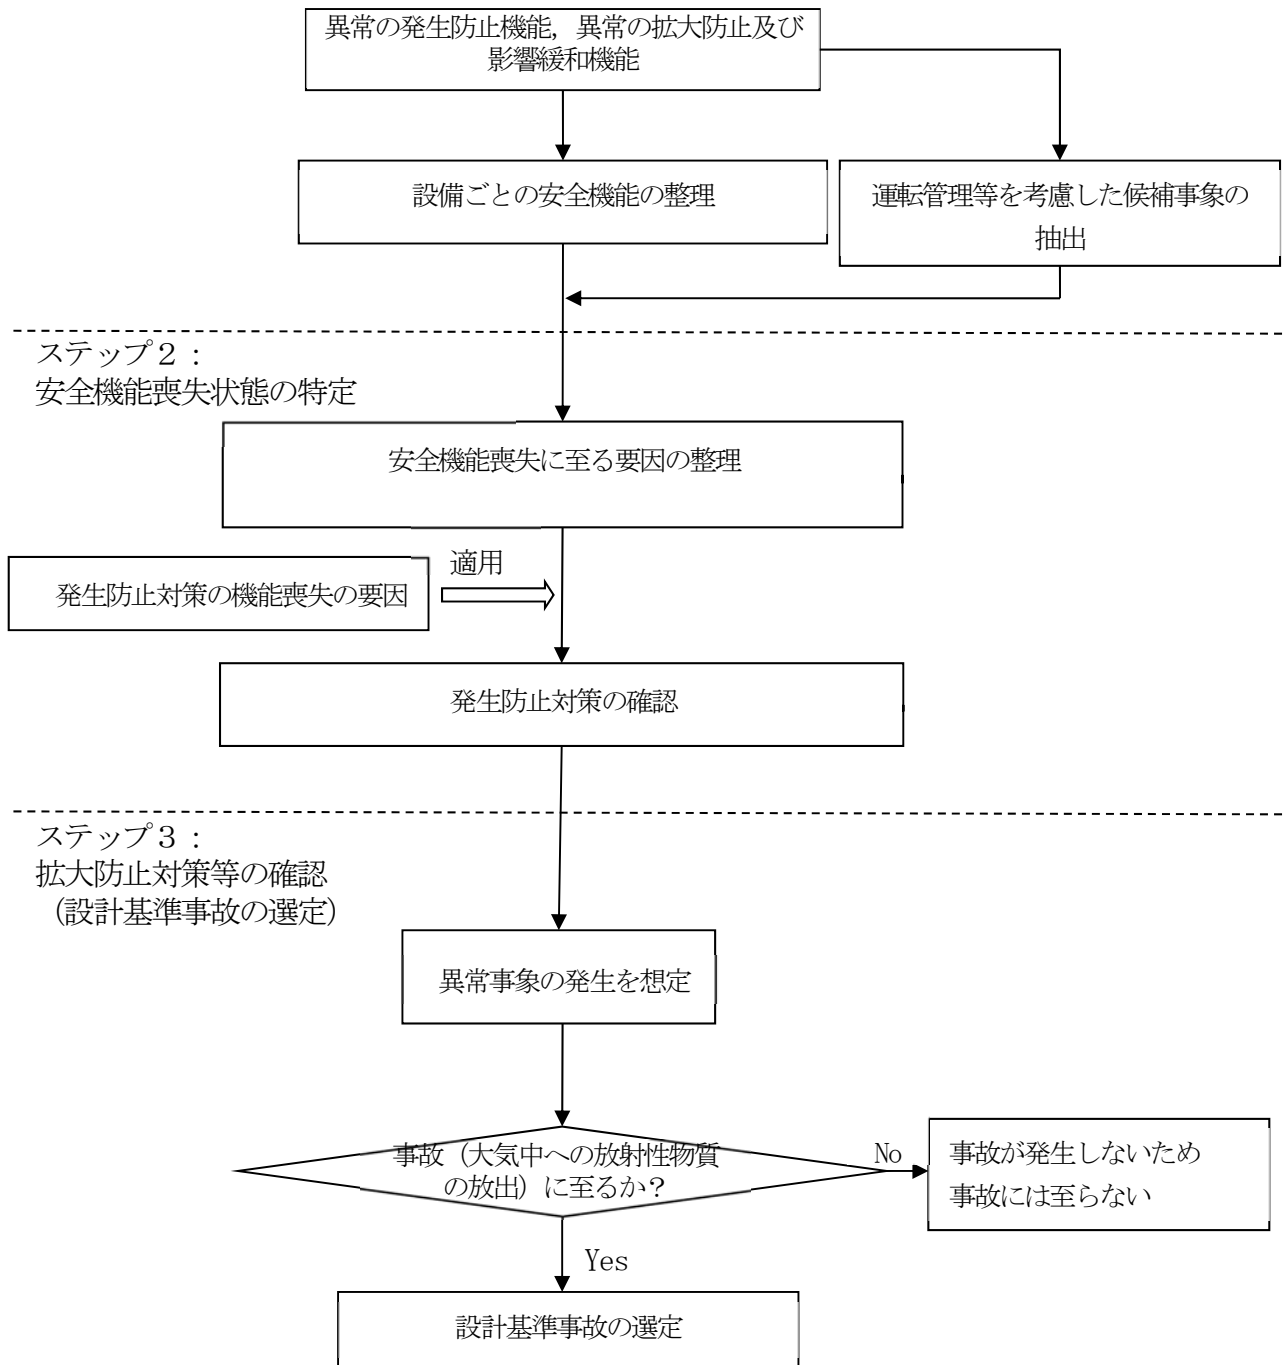 異常の発生防止機能，異常の拡大防止及び
影響緩和機能
設備ごとの安全機能の整理
運転管理等を考慮した候補事象の
抽出
ステップ２：
安全機能喪失状態の特定
安全機能喪失に至る要因の整理
適用
発生防止対策の機能喪失の要因
発生防止対策の確認
ステップ３：
拡大防止対策等の確認
（設計基準事故の選定）
異常事象の発生を想定
事故（大気中への放射性物質
の放出）に至るか？
No
事故が発生しないため
事故には至らない
Yes
設計基準事故の選定